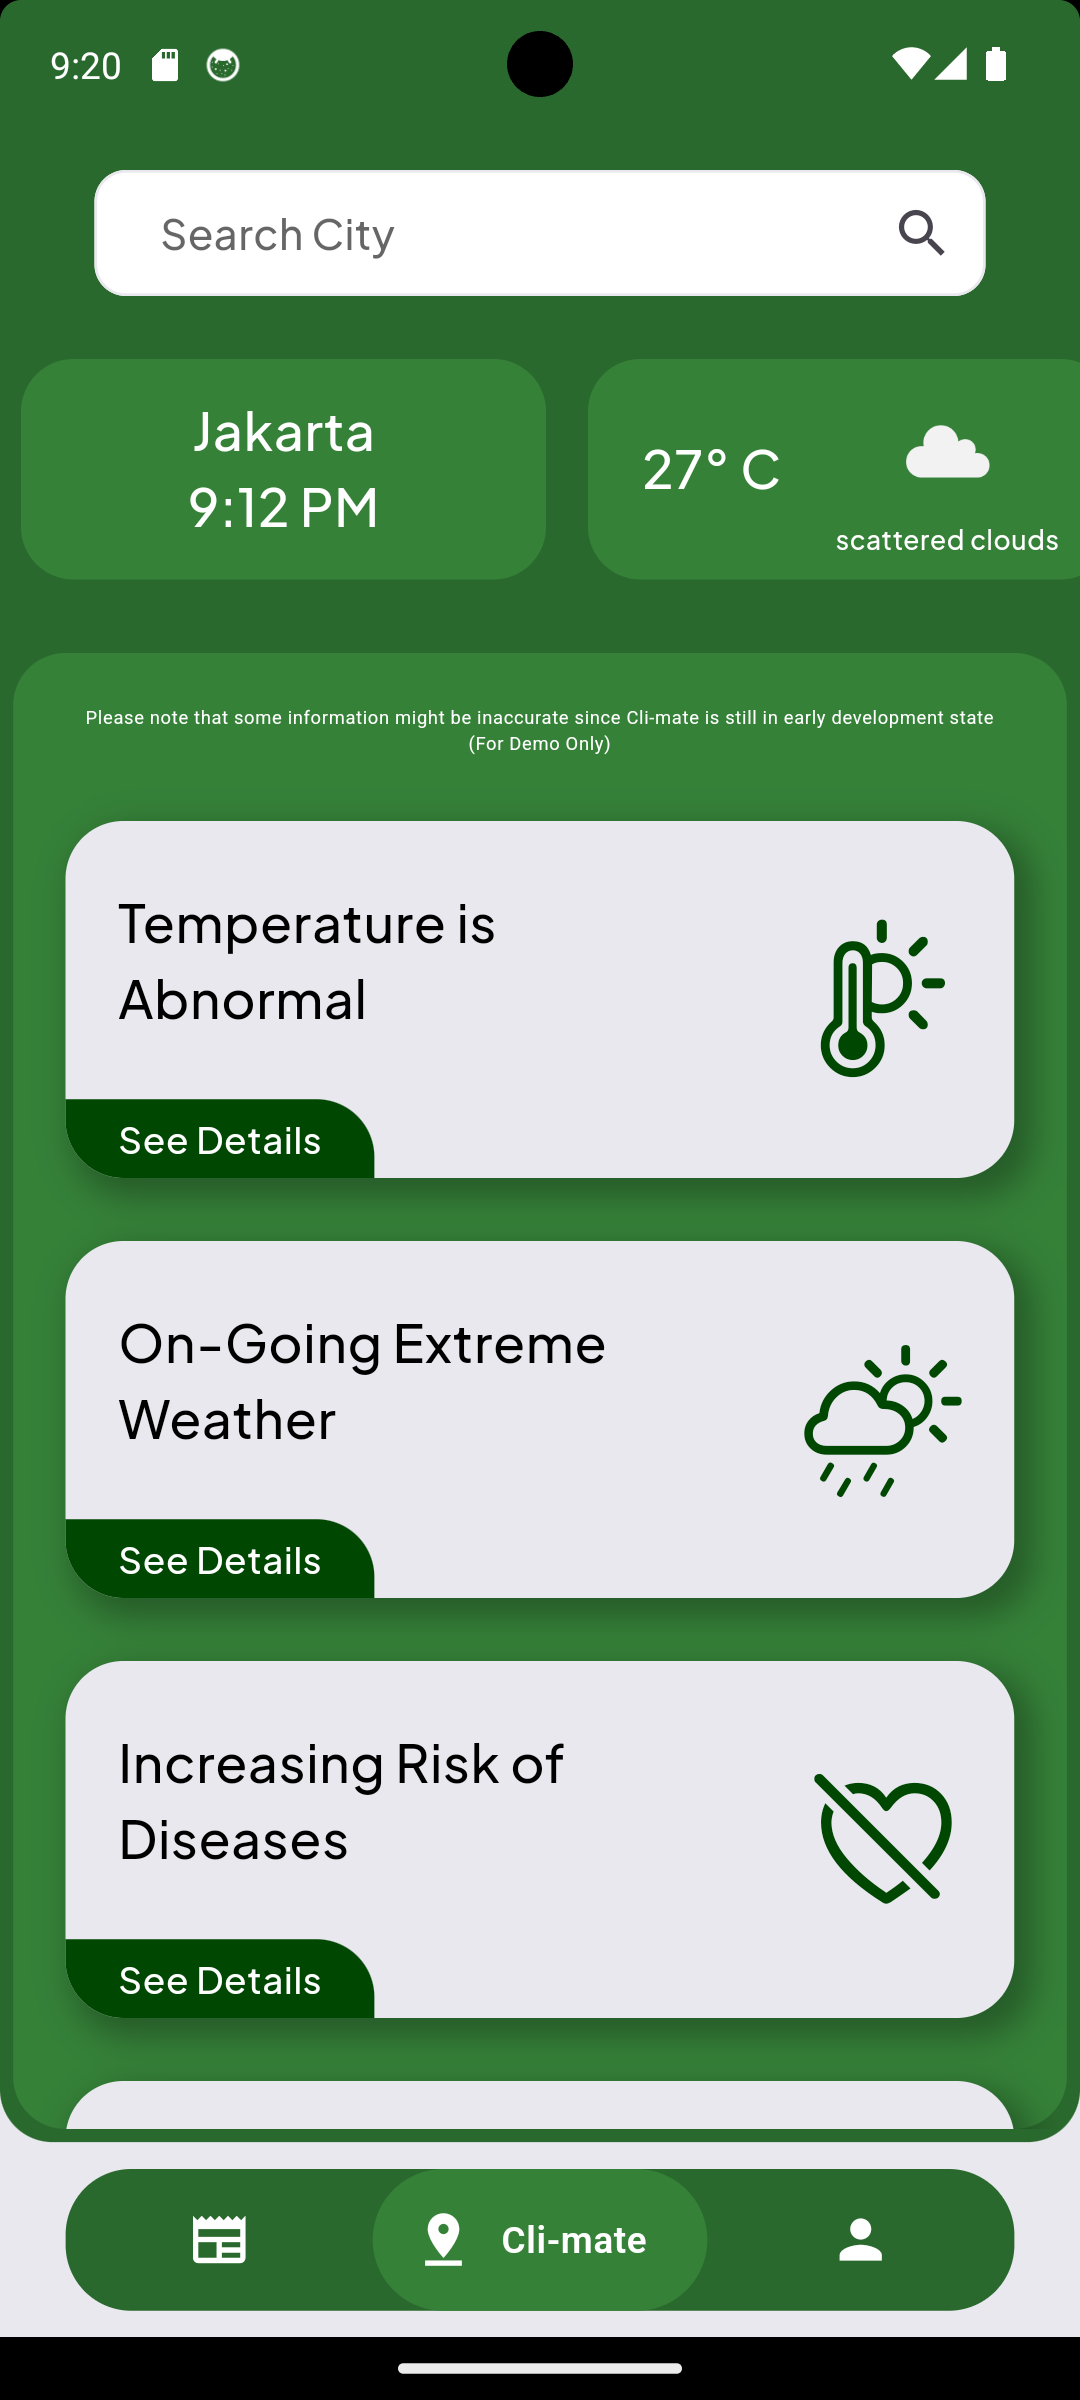 9:20
Search City
Jakarta
9:12 PM
27° C
scattered clouds
Please note that some information might be inaccurate since Cli-mate is still in early development state
(For Demo Only)
Temperature is
Abnormal
See Details
On-Going Extreme
Weather
See Details
Increasing Risk of
Diseases
See Details
Cli-mate